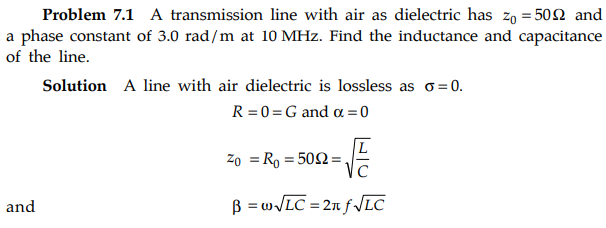 Problem 7.1 A transmission line with air as dielectric has z₀ = 50Ω and
a phase constant of 3.0 rad/m at 10 MHz. Find the inductance and capacitance
of the line.
Solution A line with air dielectric is lossless as σ = 0.
R = 0 = G and α = 0
z₀ = R₀ = 50Ω = √(L/C)
and β = ω√LC = 2π f √LC